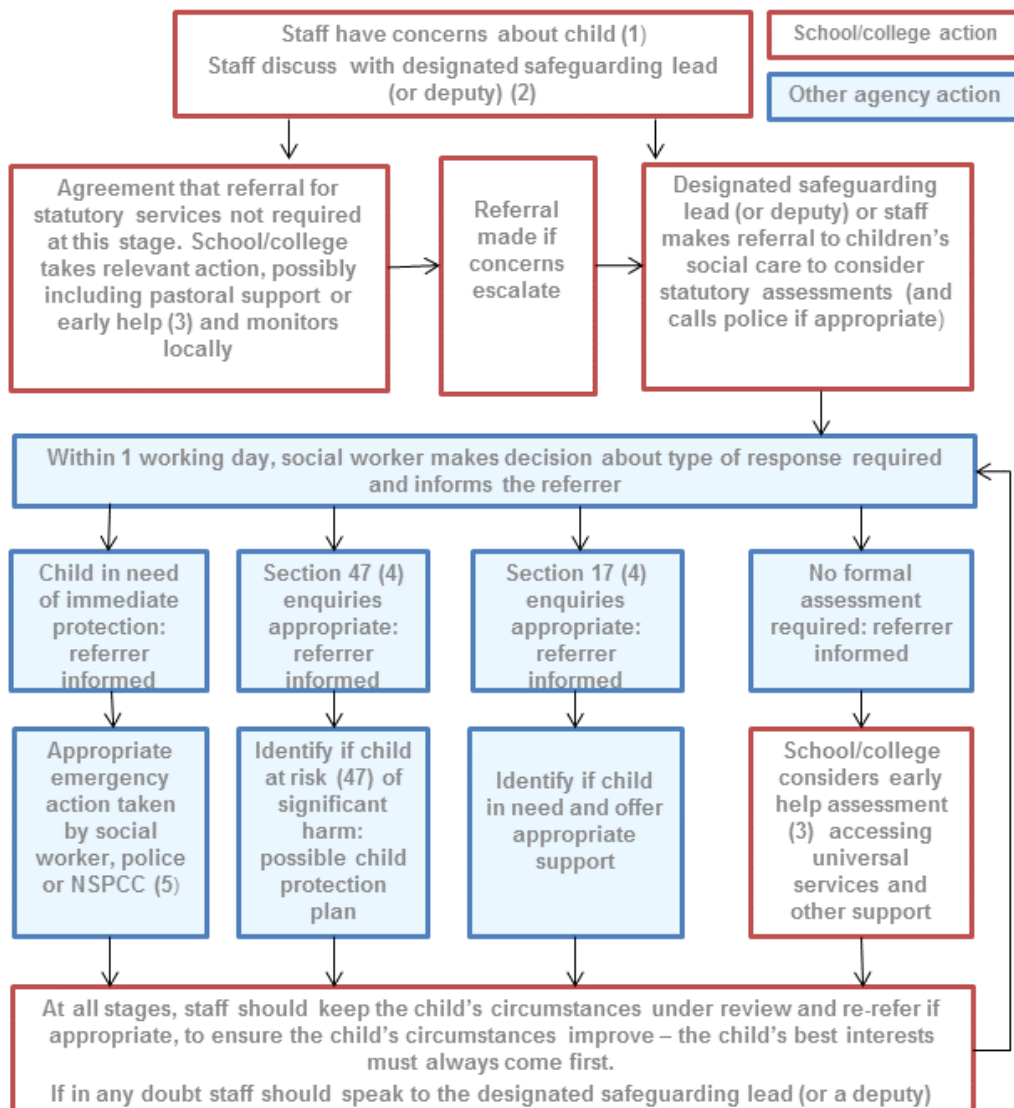 Staff have concerns about child (1)
Staff discuss with designated safeguarding lead
(or deputy) (2)
School/college action
Other agency action
Agreement that referral for
statutory services not required
at this stage. School/college
takes relevant action, possibly
including pastoral support or
early help (3) and monitors
locally
Referral
made if
concerns
escalate
Designated safeguarding
lead (or deputy) or staff
makes referral to children’s
social care to consider
statutory assessments (and
calls police if appropriate)
Within 1 working day, social worker makes decision about type of response required
and informs the referrer
Child in need
of immediate
protection:
referrer
informed
Section 47 (4)
enquiries
appropriate:
referrer
informed
Section 17 (4)
enquiries
appropriate:
referrer
informed
No formal
assessment
required: referrer
informed
Appropriate
emergency
action taken
by social
worker, police
or NSPCC (5)
Identify if child
at risk (47) of
significant
harm:
possible child
protection
plan
Identify if child
in need and offer
appropriate
support
School/college
considers early
help assessment
(3) accessing
universal
services and
other support
At all stages, staff should keep the child’s circumstances under review and re-refer if
appropriate, to ensure the child’s circumstances improve – the child’s best interests
must always come first.
If in any doubt staff should speak to the designated safeguarding lead (or a deputy)